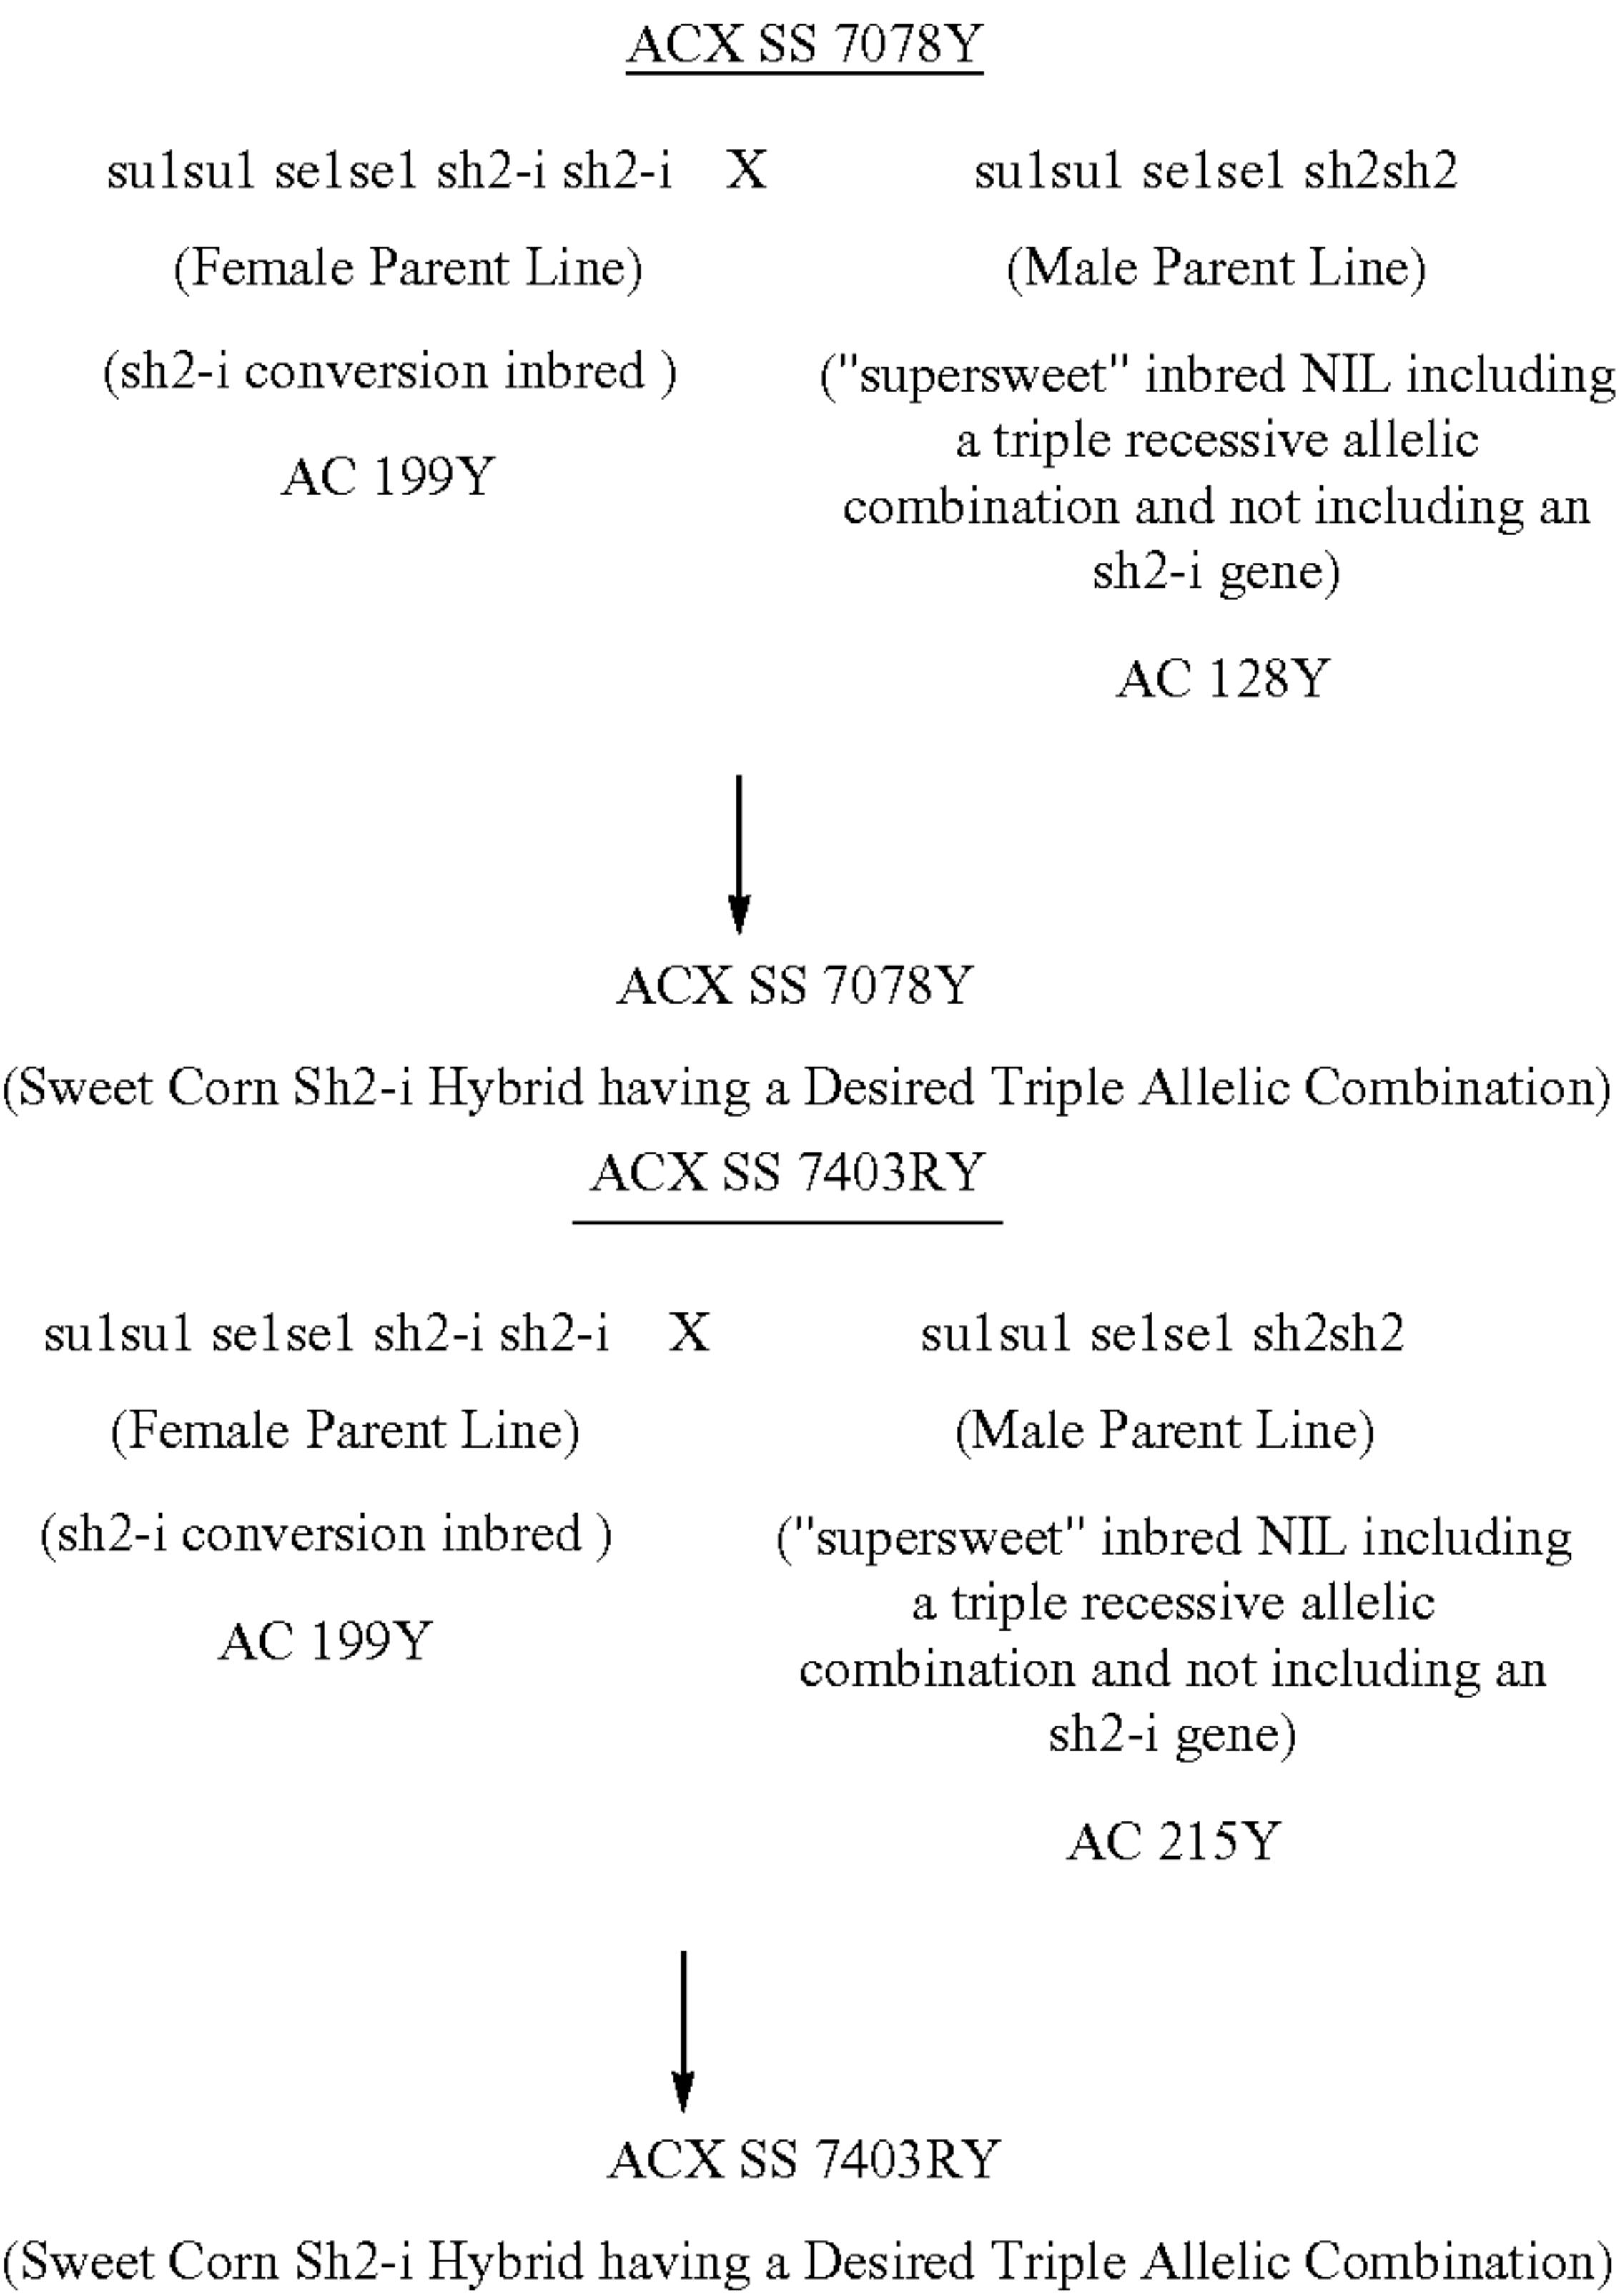 ACX SS 7078Y
su1su1 se1se1 sh2-i sh2-i X su1su1 se1se1 sh2sh2
(Female Parent Line) (Male Parent Line)
(sh2-i conversion inbred ) ("supersweet" inbred NIL including
a triple recessive allelic
AC 199Y
combination and not including an
sh2-i gene)
AC 128Y
ACX SS 7078Y
(Sweet Corn Sh2-i Hybrid having a Desired Triple Allelic Combination)
ACX SS 7403RY
su1su1 se1se1 sh2-i sh2-i X su1su1 se1se1 sh2sh2
(Female Parent Line) (Male Parent Line)
(sh2-i conversion inbred ) ("supersweet" inbred NIL including
a triple recessive allelic
AC 199Y
combination and not including an
sh2-i gene)
AC 215Y
ACX SS 7403RY
(Sweet Corn Sh2-i Hybrid having a Desired Triple Allelic Combination)